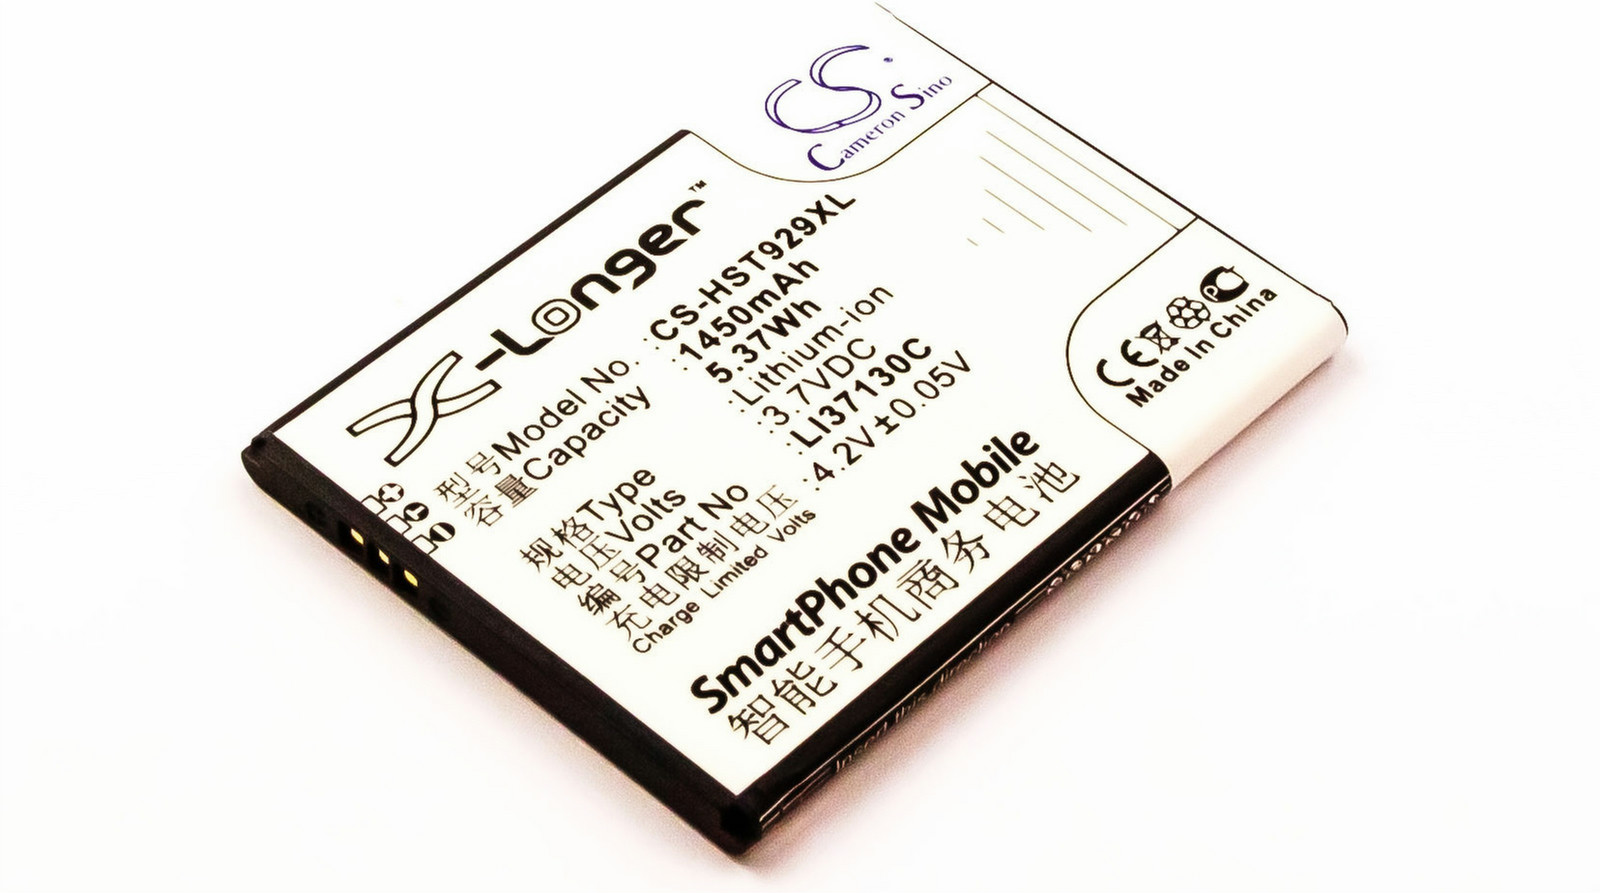 CS®
Cameron Sino
X-Longer™
型号Model No. :CS-HST929XL
容量Capacity :1450mAh
5.37Wh
规格Type :Lithium-ion
电压Volts :3.7VDC
编号Part No :LI37130C
充电限制电压 :4.2V±0.05V
Charge Limited Volts
SmartPhone Mobile
智能手机商务电池
CE
Made In China
Insert this direction